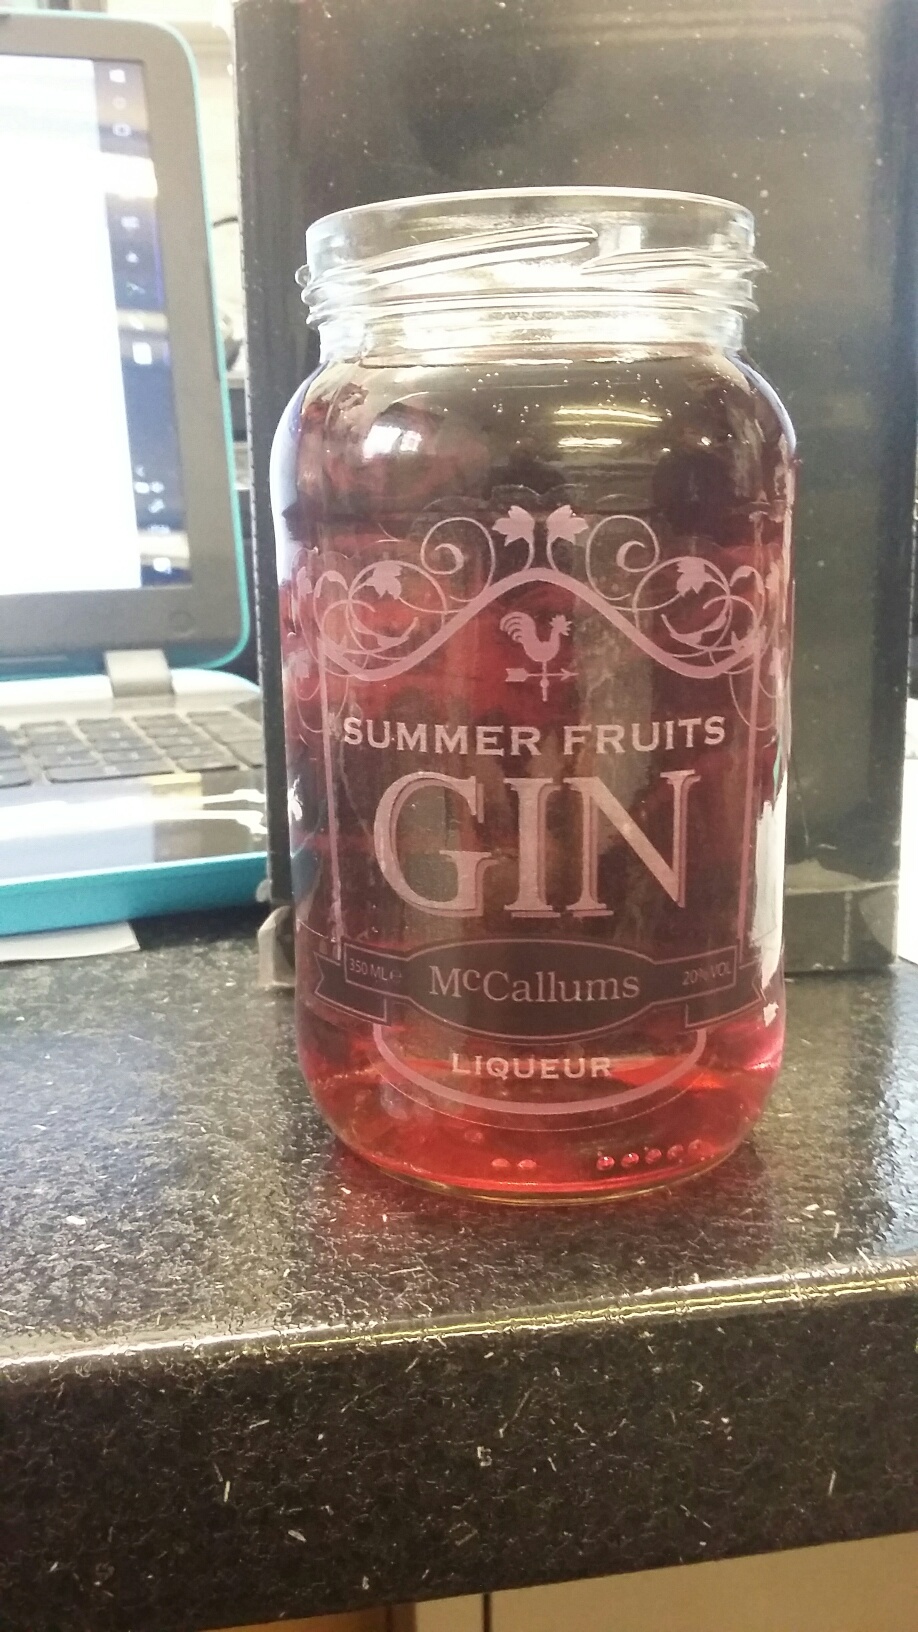 SUMMER FRUITS
GIN
350 ML e McCallums 20% VOL
LIQUEUR